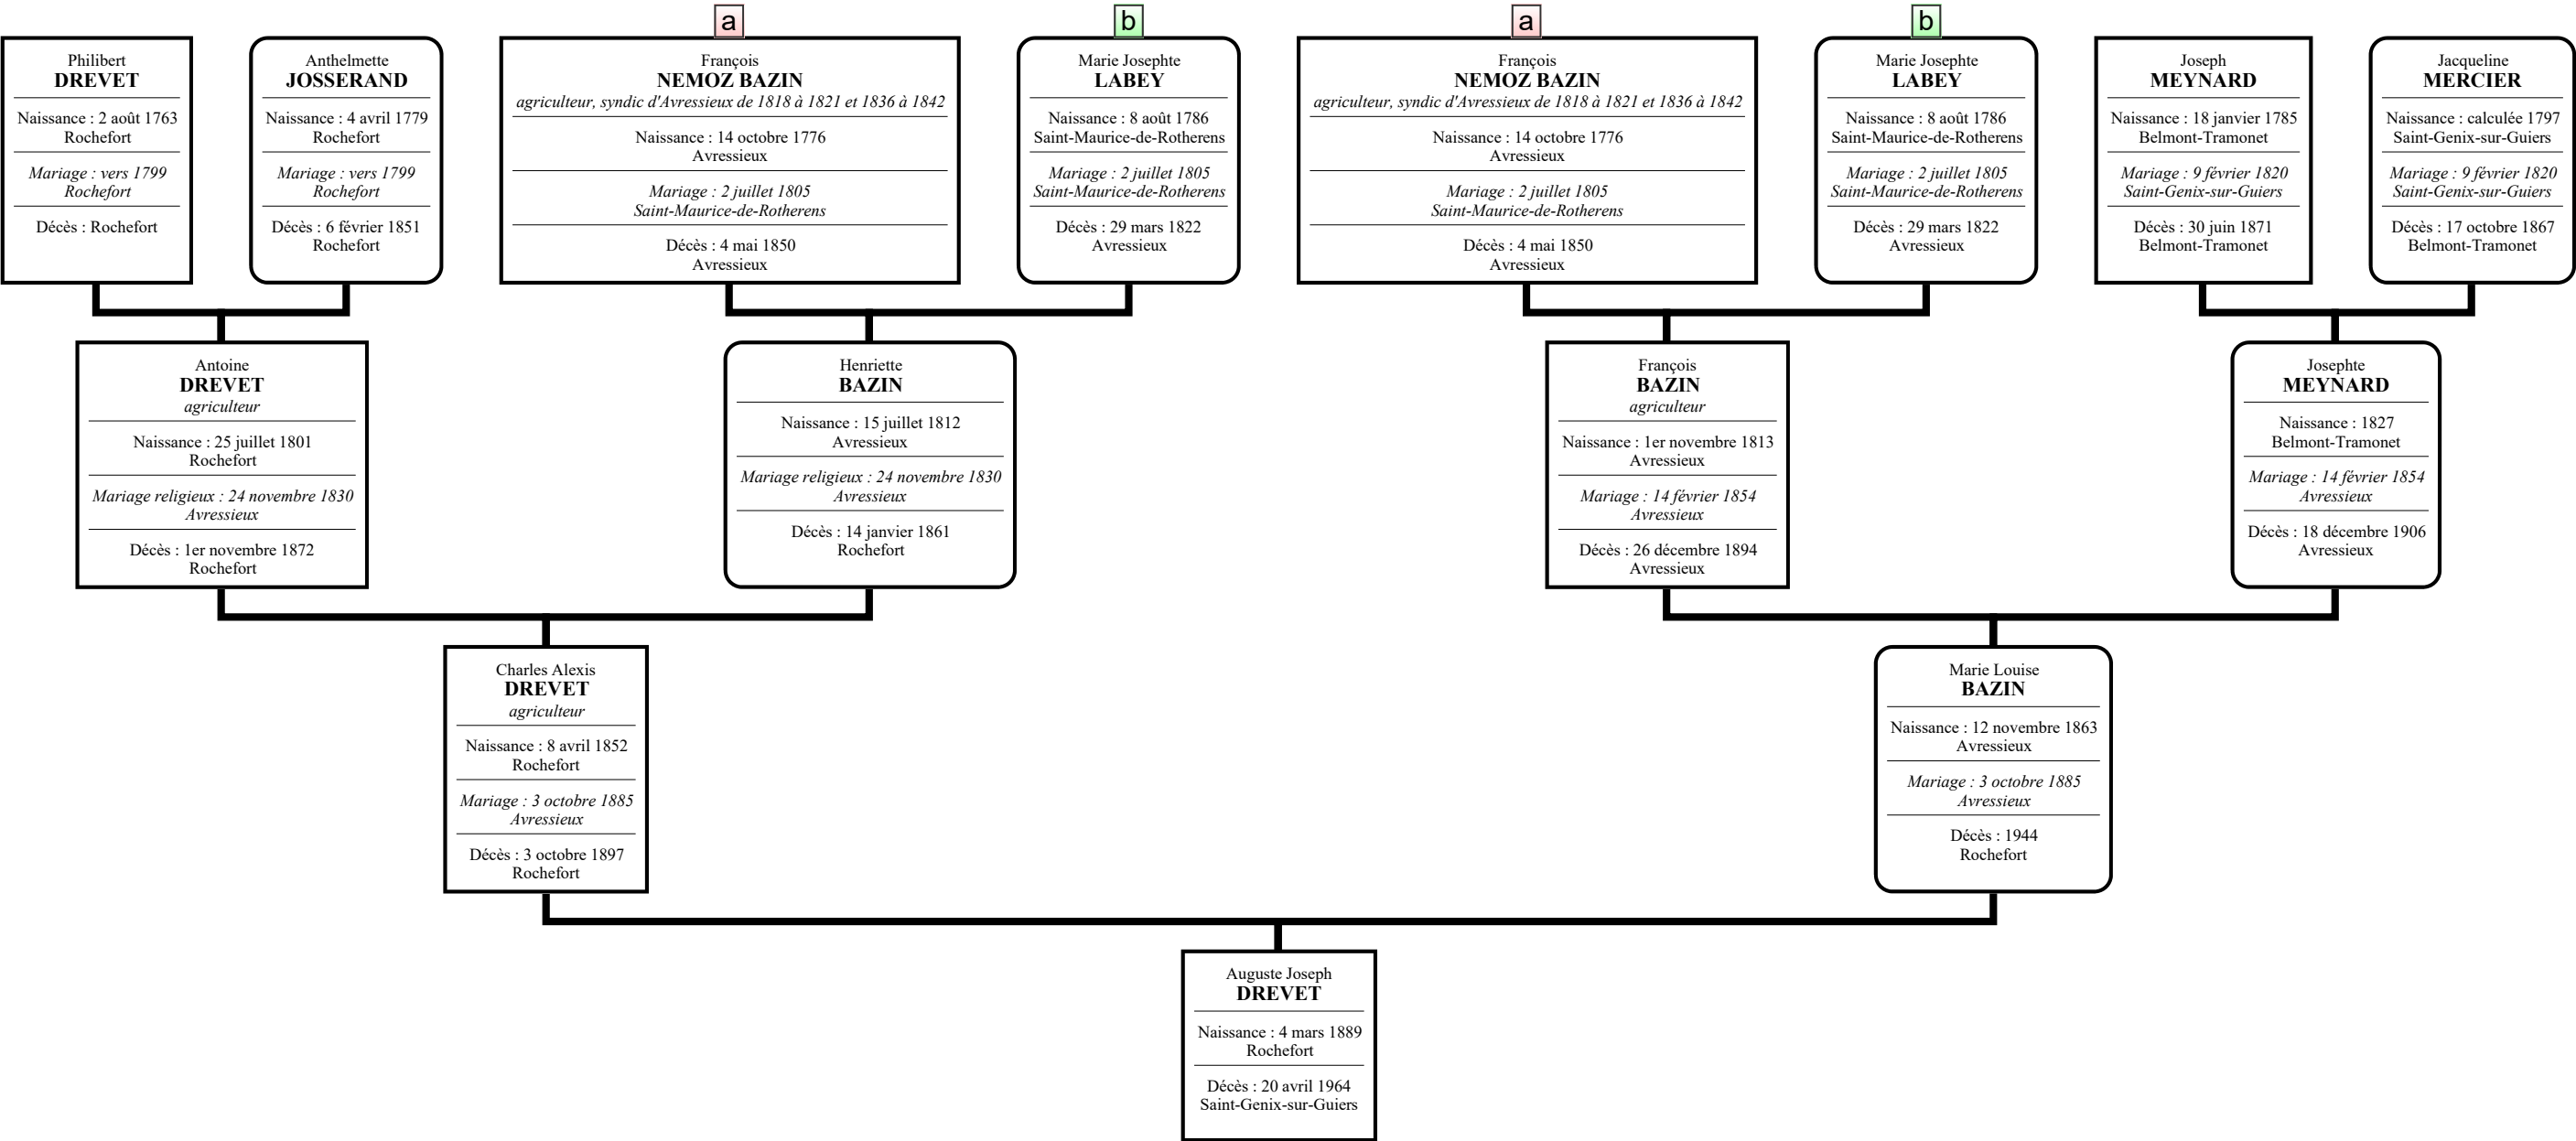 a
b
a
b
Philibert
DREVET
Naissance : 2 août 1763
Rochefort
Mariage : vers 1799
Rochefort
Décès : Rochefort
Anthelmette
JOSSERAND
Naissance : 4 avril 1779
Rochefort
Mariage : vers 1799
Rochefort
Décès : 6 février 1851
Rochefort
François
NEMOZ BAZIN
agriculteur, syndic d'Avressieux de 1818 à 1821 et 1836 à 1842
Naissance : 14 octobre 1776
Avressieux
Mariage : 2 juillet 1805
Saint-Maurice-de-Rotherens
Décès : 4 mai 1850
Avressieux
Marie Josephte
LABEY
Naissance : 8 août 1786
Saint-Maurice-de-Rotherens
Mariage : 2 juillet 1805
Saint-Maurice-de-Rotherens
Décès : 29 mars 1822
Avressieux
François
NEMOZ BAZIN
agriculteur, syndic d'Avressieux de 1818 à 1821 et 1836 à 1842
Naissance : 14 octobre 1776
Avressieux
Mariage : 2 juillet 1805
Saint-Maurice-de-Rotherens
Décès : 4 mai 1850
Avressieux
Marie Josephte
LABEY
Naissance : 8 août 1786
Saint-Maurice-de-Rotherens
Mariage : 2 juillet 1805
Saint-Maurice-de-Rotherens
Décès : 29 mars 1822
Avressieux
Joseph
MEYNARD
Naissance : 18 janvier 1785
Belmont-Tramonet
Mariage : 9 février 1820
Saint-Genix-sur-Guiers
Décès : 30 juin 1871
Belmont-Tramonet
Jacqueline
MERCIER
Naissance : calculée 1797
Saint-Genix-sur-Guiers
Mariage : 9 février 1820
Saint-Genix-sur-Guiers
Décès : 17 octobre 1867
Belmont-Tramonet
Antoine
DREVET
agriculteur
Naissance : 25 juillet 1801
Rochefort
Mariage religieux : 24 novembre 1830
Avressieux
Décès : 1er novembre 1872
Rochefort
Henriette
BAZIN
Naissance : 15 juillet 1812
Avressieux
Mariage religieux : 24 novembre 1830
Avressieux
Décès : 14 janvier 1861
Rochefort
François
BAZIN
agriculteur
Naissance : 1er novembre 1813
Avressieux
Mariage : 14 février 1854
Avressieux
Décès : 26 décembre 1894
Avressieux
Josephte
MEYNARD
Naissance : 1827
Belmont-Tramonet
Mariage : 14 février 1854
Avressieux
Décès : 18 décembre 1906
Avressieux
Charles Alexis
DREVET
agriculteur
Naissance : 8 avril 1852
Rochefort
Mariage : 3 octobre 1885
Avressieux
Décès : 3 octobre 1897
Rochefort
Marie Louise
BAZIN
Naissance : 12 novembre 1863
Avressieux
Mariage : 3 octobre 1885
Avressieux
Décès : 1944
Rochefort
Auguste Joseph
DREVET
Naissance : 4 mars 1889
Rochefort
Décès : 20 avril 1964
Saint-Genix-sur-Guiers